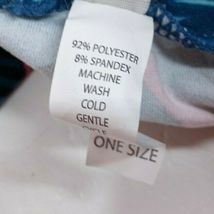 92% POLYESTER
8% SPANDEX
MACHINE
WASH
COLD
GENTLE
ONE SIZE